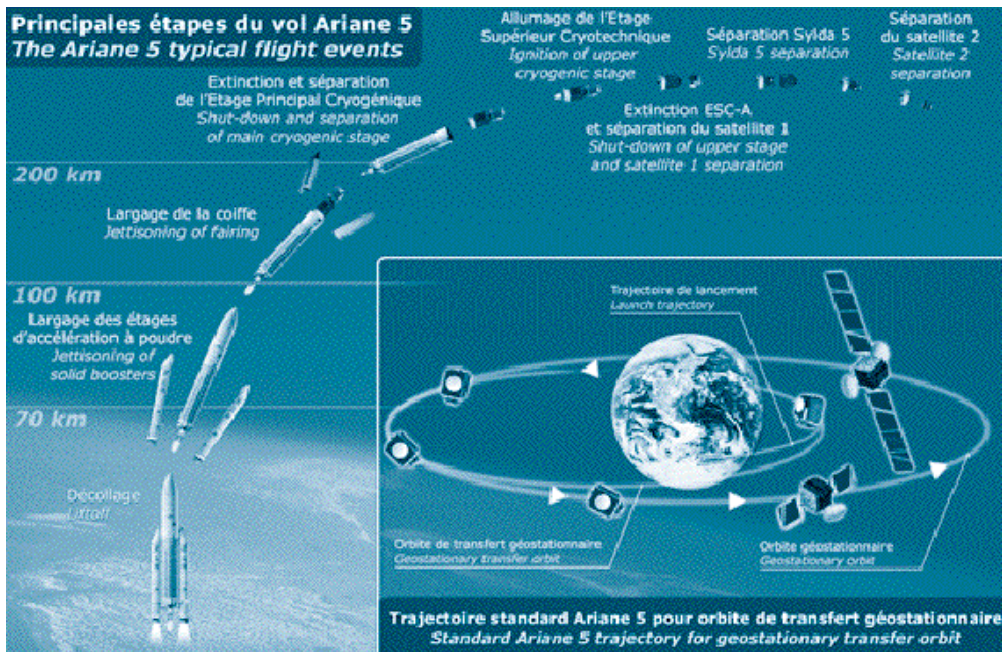 Principales étapes du vol Ariane 5
The Ariane 5 typical flight events
Allumage de l'Etage
Supérieur Cryotechnique
Ignition of upper
cryogenic stage
Séparation Sylda 5
Sylda 5 separation
Séparation
du satellite 2
Satellite 2
separation
Extinction et séparation
de l'Etage Principal Cryogénique
Shut-down and separation
of main cryogenic stage
Extinction ESC-A
et séparation du satellite 1
Shut-down of upper stage
and satellite 1 separation
200 km
Largage de la coiffe
Jettisoning of fairing
100 km
Largage des étages
d'accélération à poudre
Jettisoning of
solid boosters
70 km
Décollage
Liftoff
Trajectoire de lancement
Launch trajectory
Orbite de transfert géostationnaire
Geostationary transfer orbit
Orbite géostationnaire
Geostationary orbit
Trajectoire standard Ariane 5 pour orbite de transfert géostationnaire
Standard Ariane 5 trajectory for geostationary transfer orbit